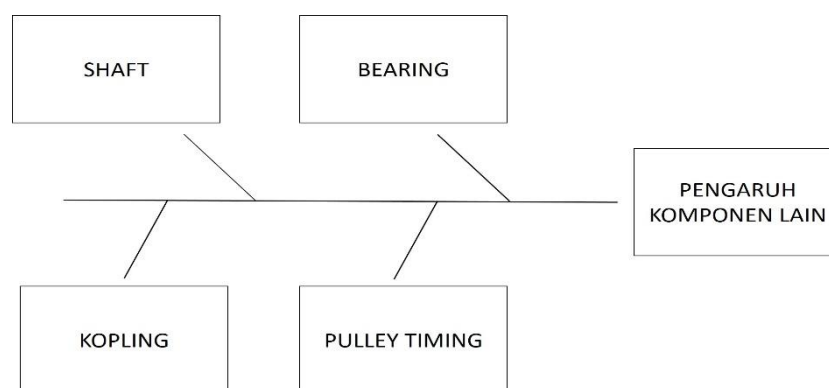 SHAFT
BEARING
PENGARUH
KOMPONEN LAIN
KOPLING
PULLEY TIMING